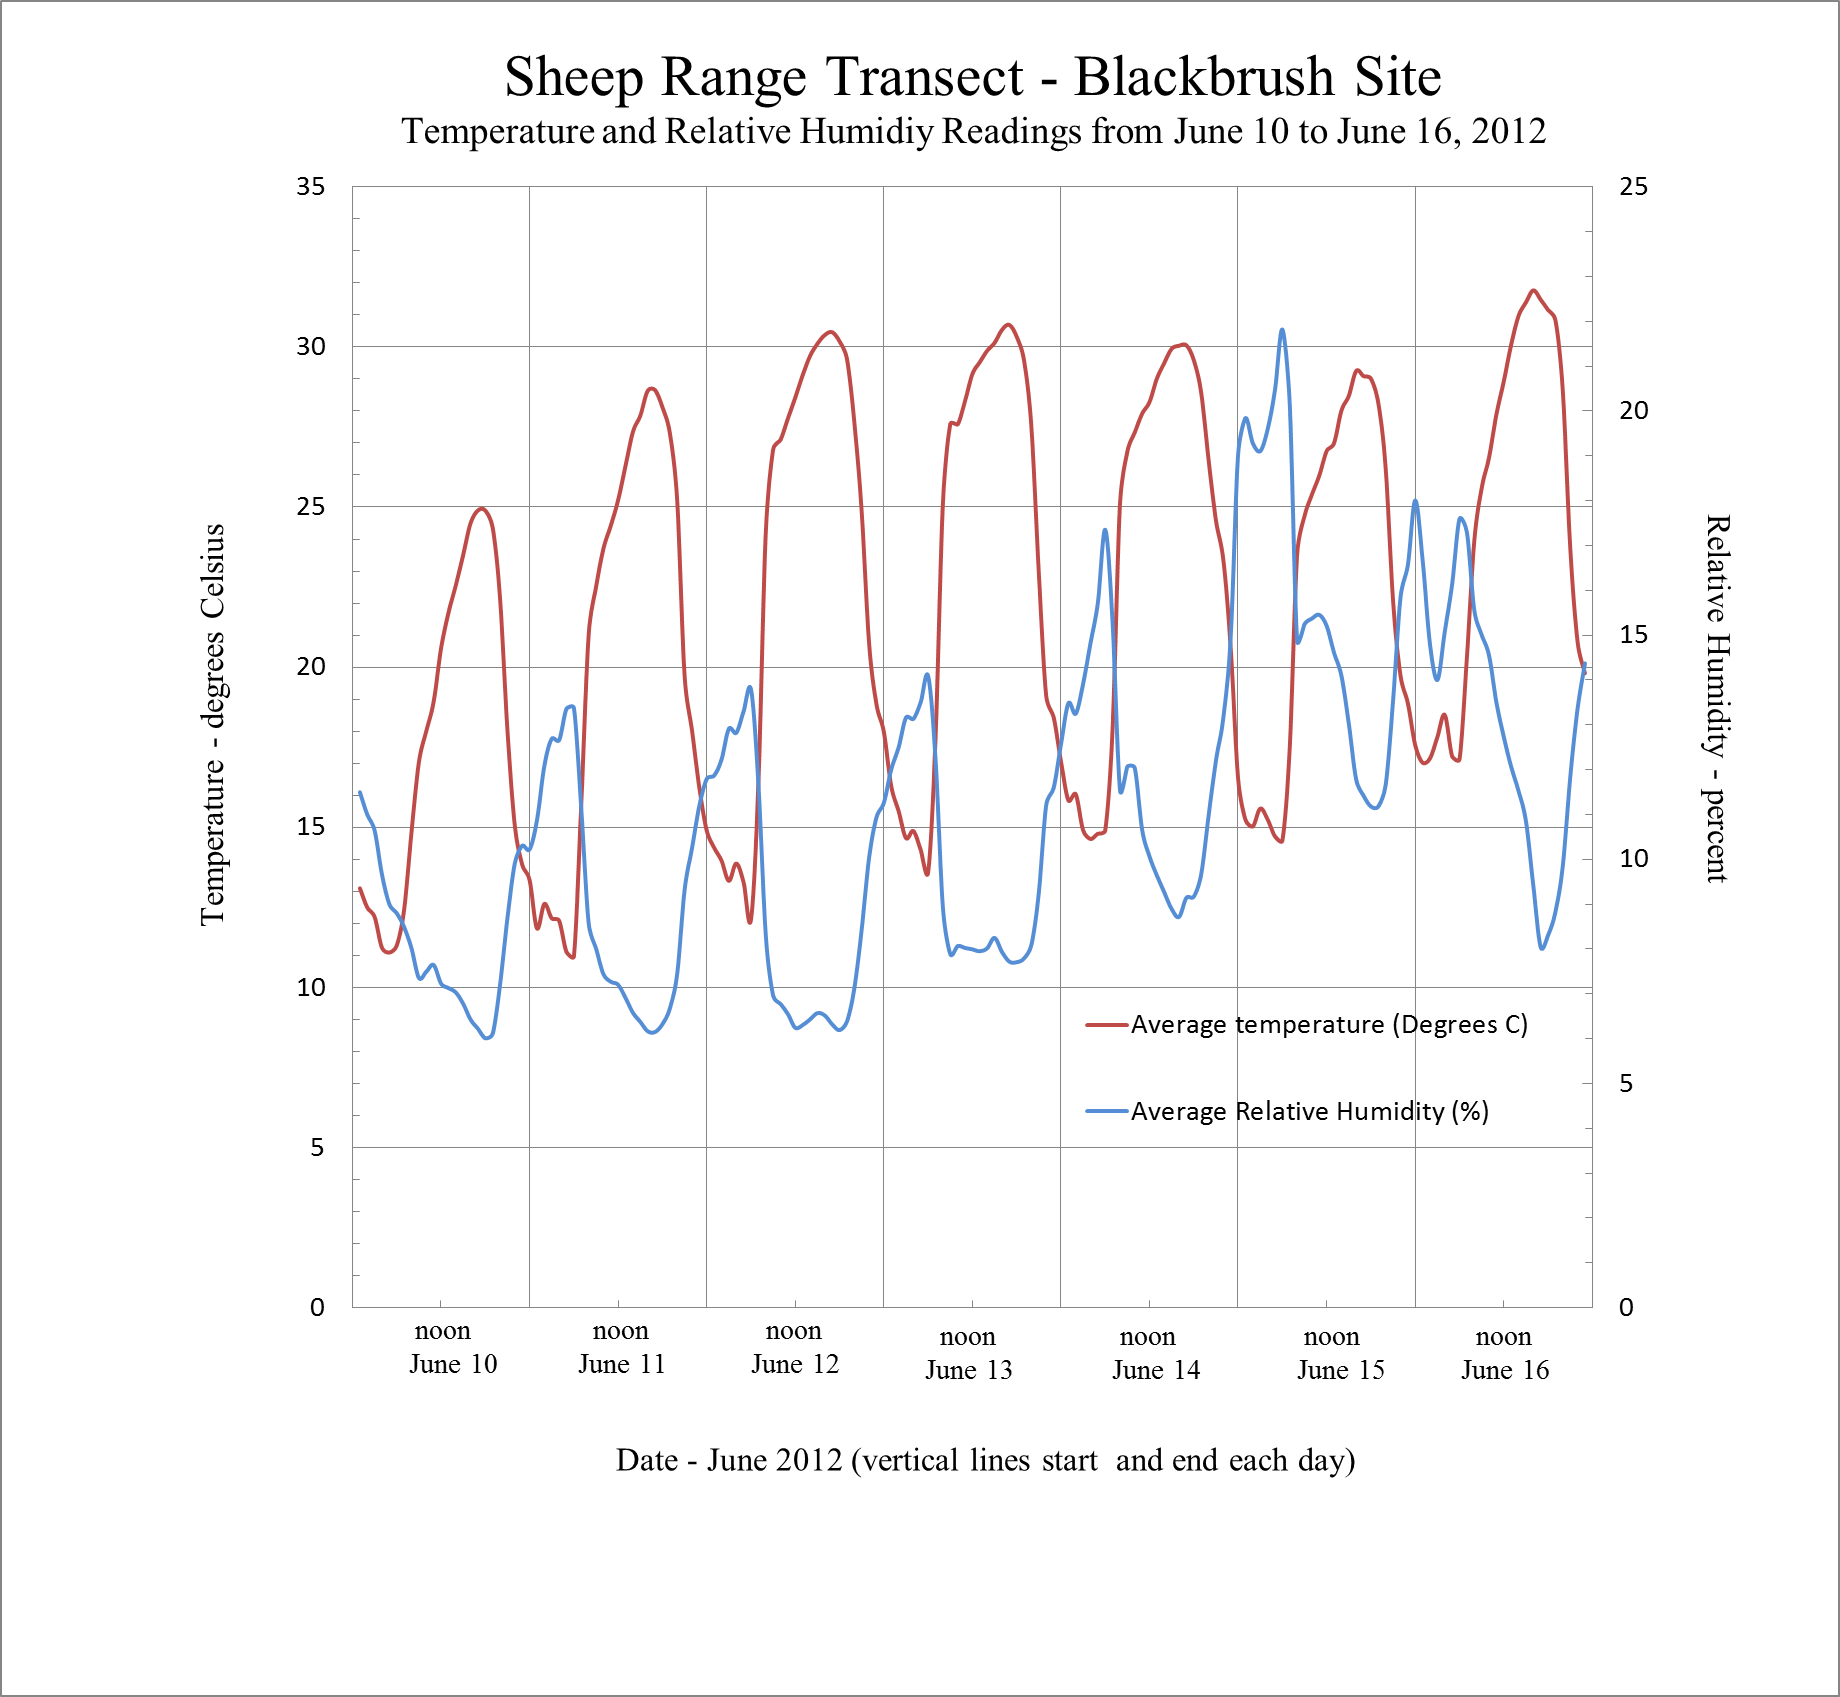 Sheep Range Transect - Blackbrush Site
Temperature and Relative Humidiy Readings from June 10 to June 16, 2012
35
30
25
20
15
10
5
0
Temperature - degrees Celsius
25
20
15
10
5
0
Relative Humidity - percent
Average temperature (Degrees C)
Average Relative Humidity (%)
noon
June 10
noon
June 11
noon
June 12
noon
June 13
noon
June 14
noon
June 15
noon
June 16
Date - June 2012 (vertical lines start and end each day)